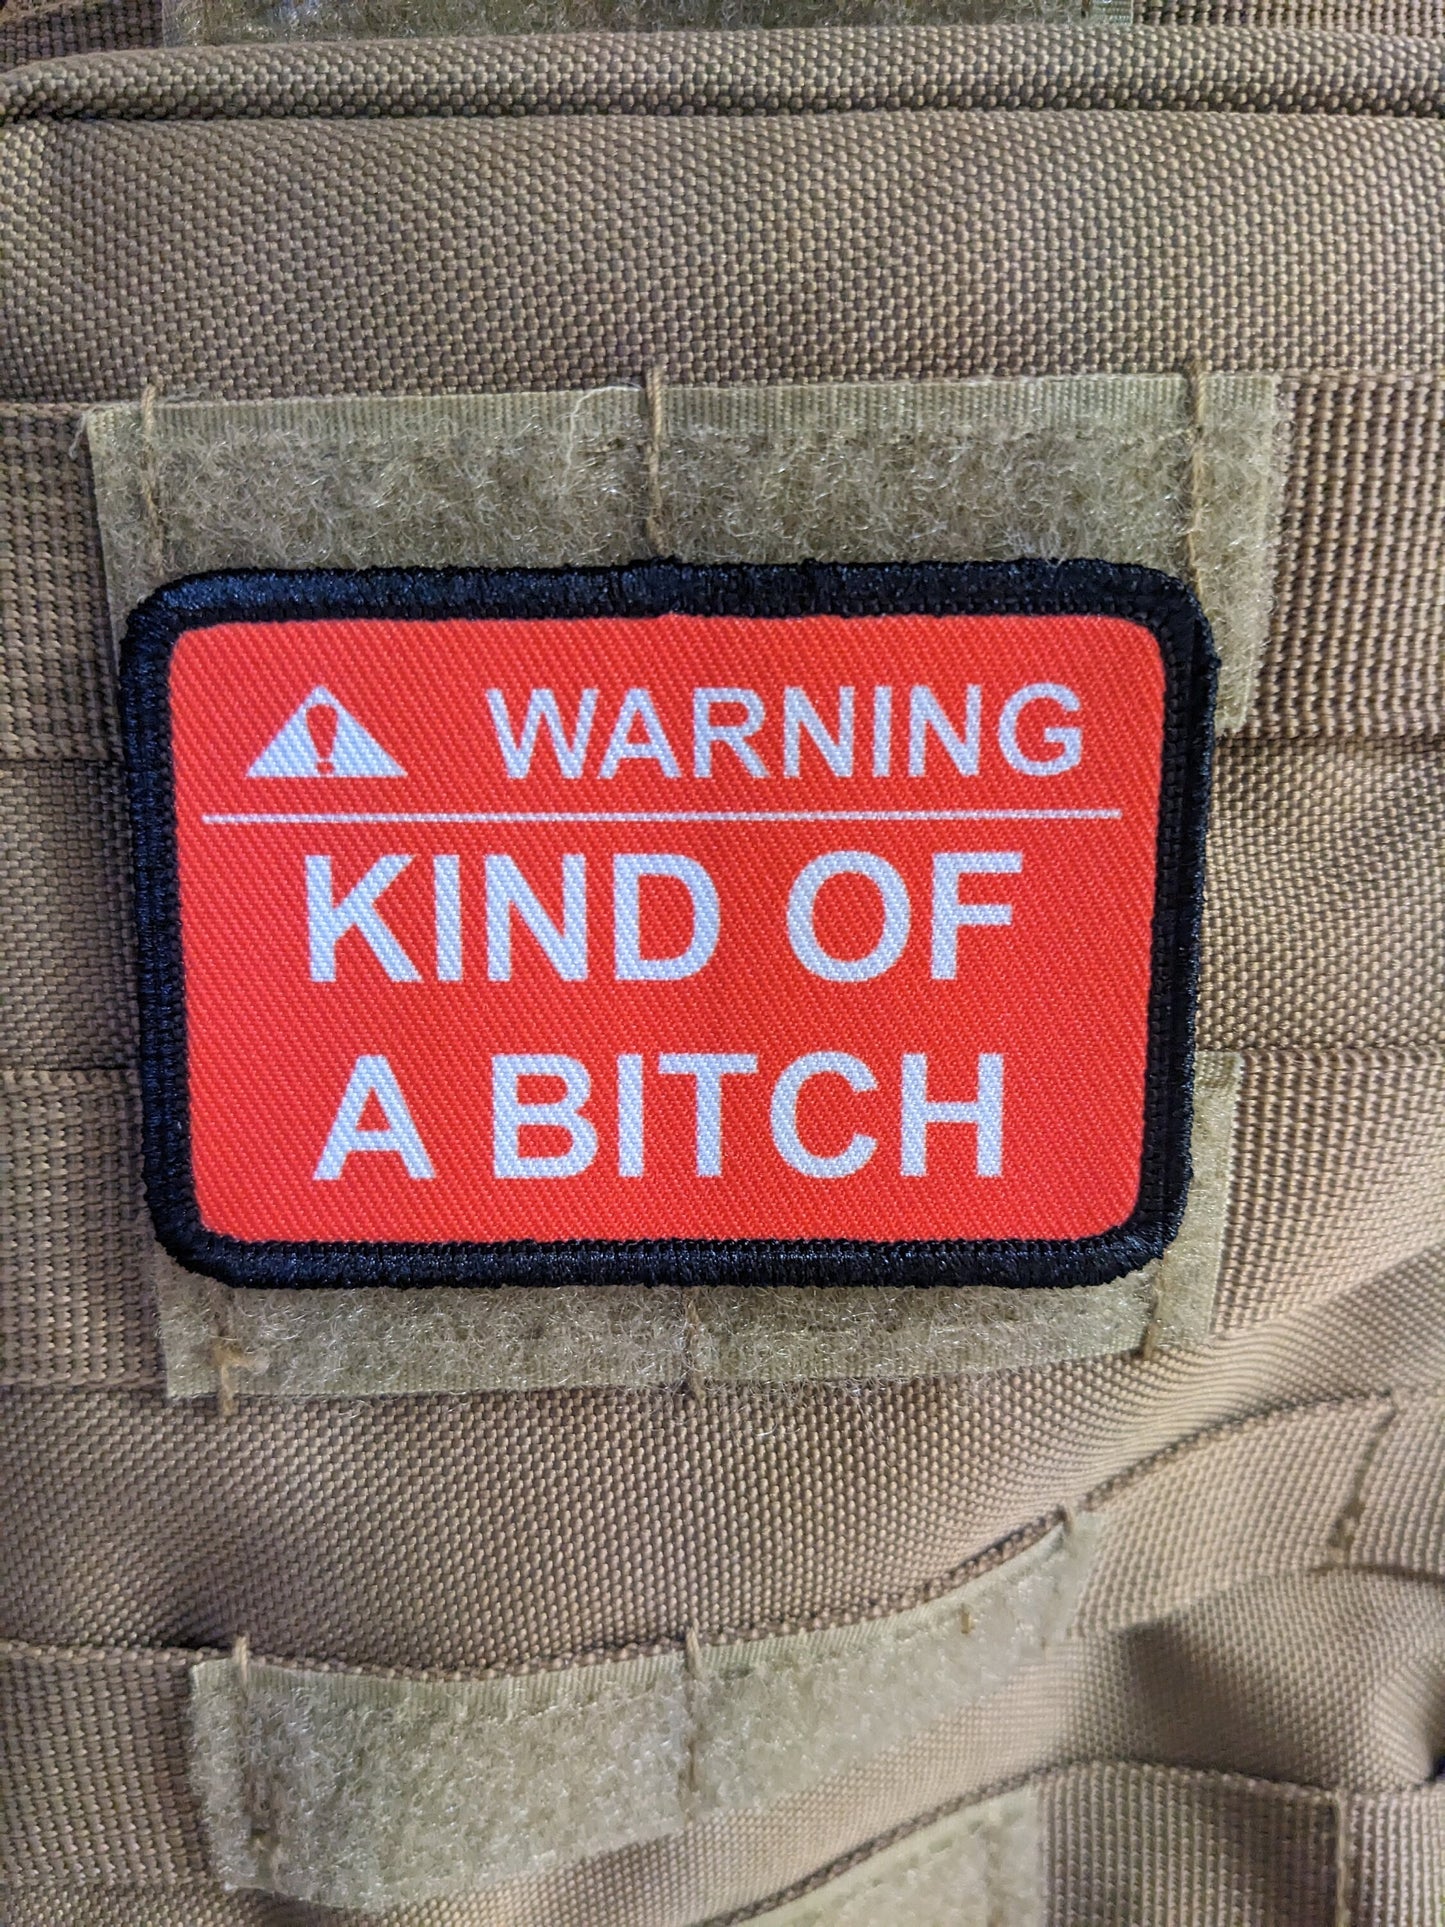 WARNING
KIND OF
A BITCH